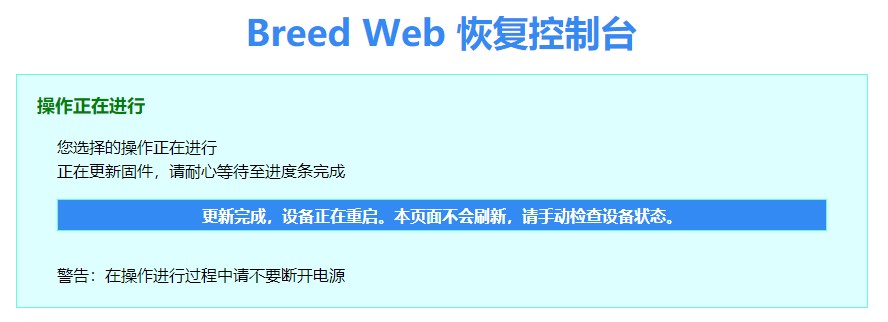 Breed Web 恢复控制台
操作正在进行
您选择的操作正在进行
正在更新固件，请耐心等待至进度条完成
更新完成，设备正在重启。本页面不会刷新，请手动检查设备状态。
警告：在操作进行过程中请不要断开电源